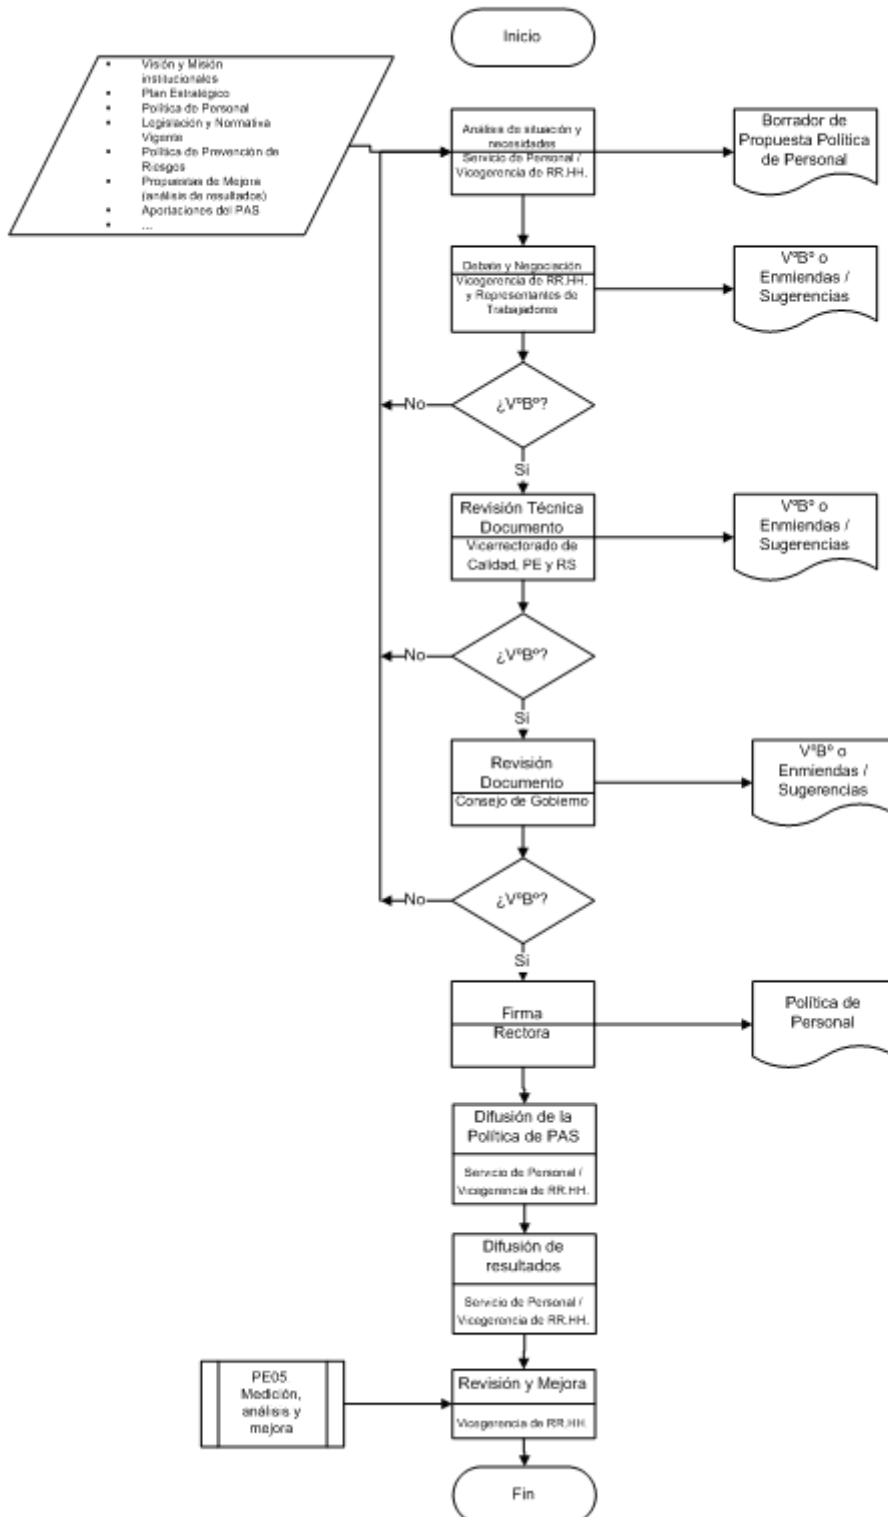 Inicio
Visión y Misión
institucionales
Plan Estratégico
Política de Personal
Legislación y Normativa
Vigente
Política de Prevención de
Riesgos
Propuestas de Mejora
(análisis de resultados)
Aportaciones del PAS
...
Análisis de situación y
necesidades
Servicio de Personal /
Vicegerencia de RR.HH.
Borrador de
Propuesta Política
de Personal
Debate y Negociación
Vicegerencia de RR.HH.
y Representantes de
Trabajadores
VºBº o
Enmiendas /
Sugerencias
¿VºBº?
No
Si
Revisión Técnica
Documento
Vicerrectorado de
Calidad, PE y RS
VºBº o
Enmiendas /
Sugerencias
¿VºBº?
No
Si
Revisión
Documento
Consejo de Gobierno
VºBº o
Enmiendas /
Sugerencias
¿VºBº?
No
Si
Firma
Rectora
Política de
Personal
Difusión de la
Política de PAS
Servicio de Personal /
Vicegerencia de RR.HH.
Difusión de
resultados
Servicio de Personal /
Vicegerencia de RR.HH.
PE05
Medición,
análisis y
mejora
Revisión y Mejora
Vicegerencia de RR.HH.
Fin